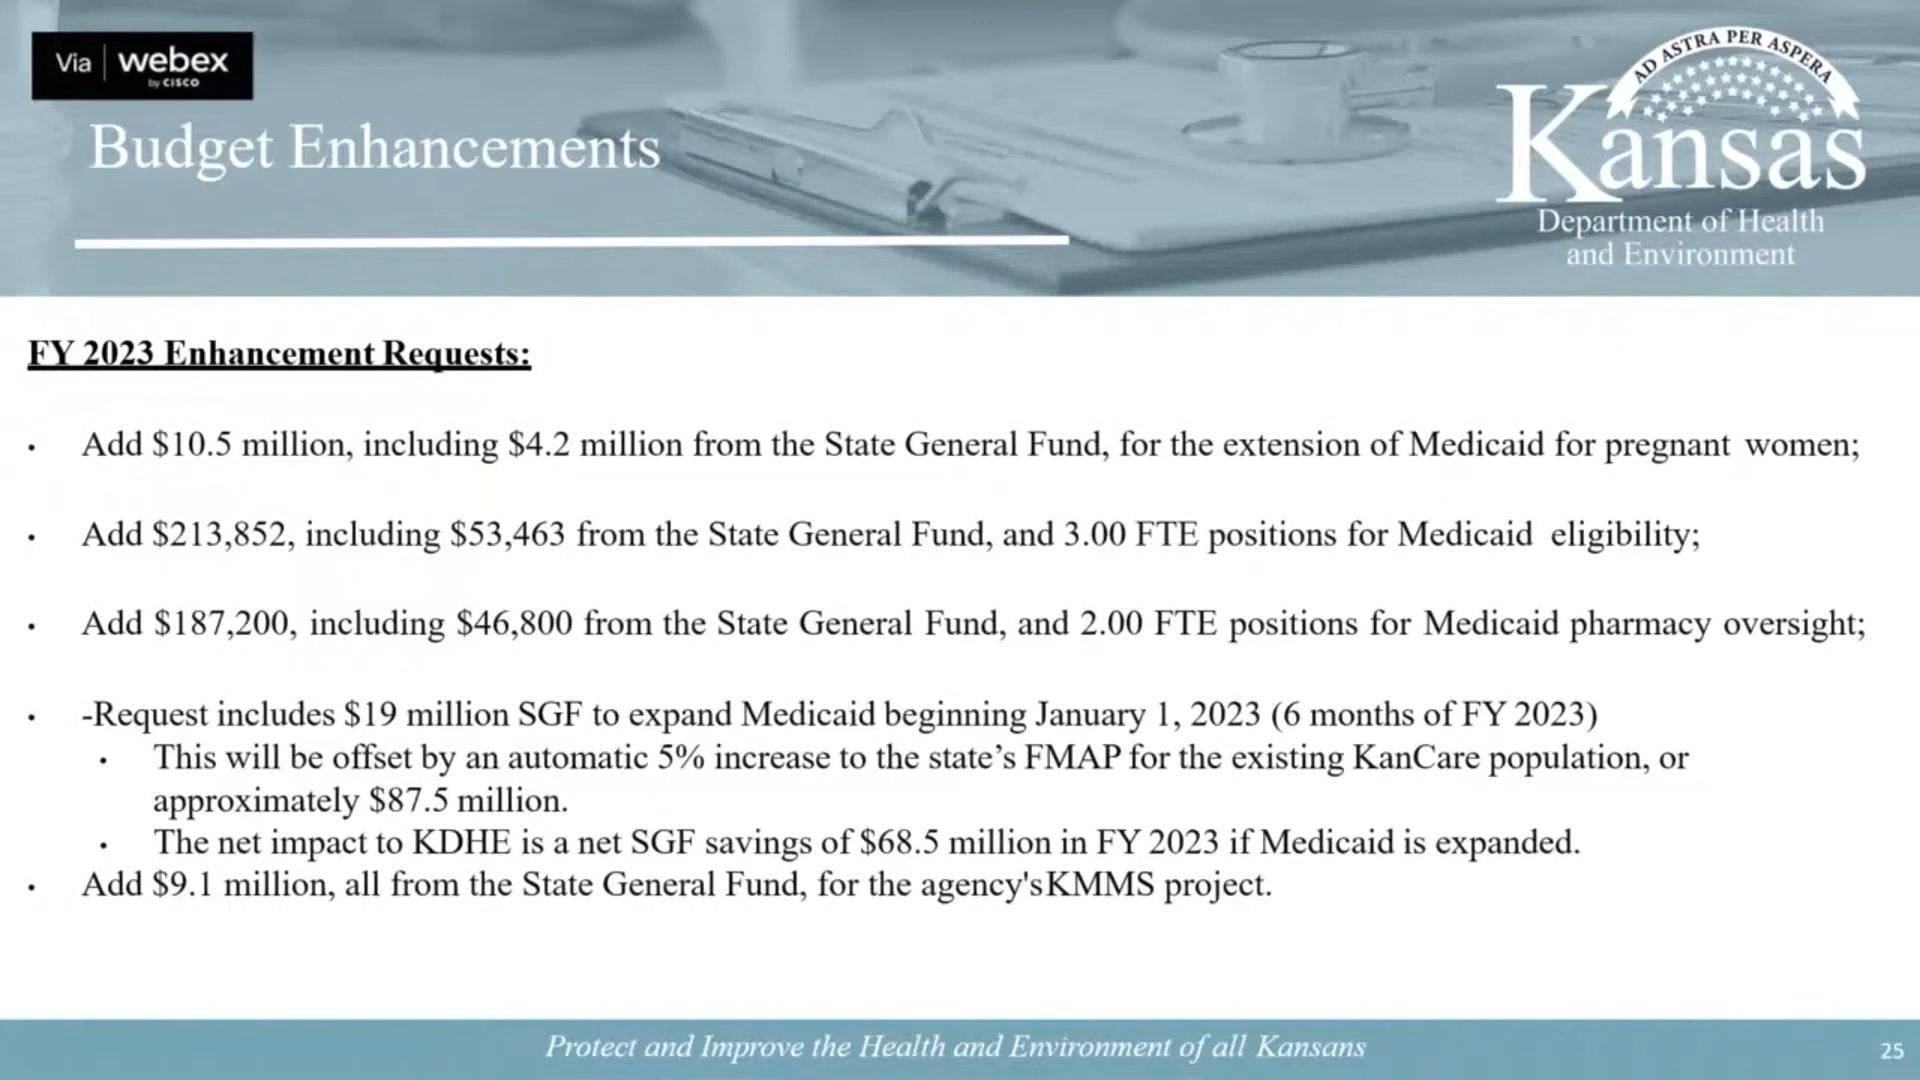 Via webex
by CISCO
AD ASTRA PER ASPERA
Kansas
Department of Health
and Environment
Budget Enhancements
FY 2023 Enhancement Requests:
• Add $10.5 million, including $4.2 million from the State General Fund, for the extension of Medicaid for pregnant women;
• Add $213,852, including $53,463 from the State General Fund, and 3.00 FTE positions for Medicaid eligibility;
• Add $187,200, including $46,800 from the State General Fund, and 2.00 FTE positions for Medicaid pharmacy oversight;
• -Request includes $19 million SGF to expand Medicaid beginning January 1, 2023 (6 months of FY 2023)
• This will be offset by an automatic 5% increase to the state’s FMAP for the existing KanCare population, or
approximately $87.5 million.
• The net impact to KDHE is a net SGF savings of $68.5 million in FY 2023 if Medicaid is expanded.
• Add $9.1 million, all from the State General Fund, for the agency's KMMS project.
Protect and Improve the Health and Environment of all Kansans
25